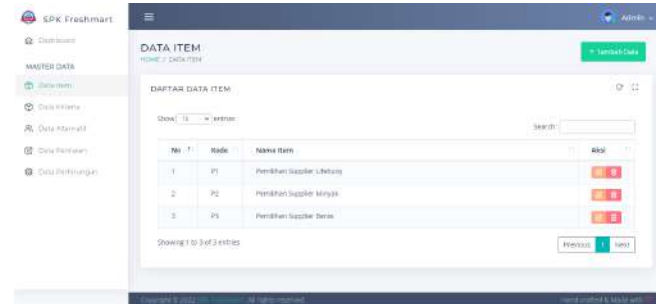 SPK Freshmart
Admin
Dashboard
MASTER DATA
Data Item
Data Kriteria
Data Alternatif
Data Penilaian
Data Perhitungan
DATA ITEM
HOME / DATA ITEM
+ Tambah Data
DAFTAR DATA ITEM
Show 10 entries
Search:
No Kode Nama Item Aksi
1 P1 Pemilihan Supplier
2 P2 Pemilihan Supplier Minyak
3 Pemilihan Supplier Beras
Showing 1 to 3 of 3 entries
Previous 1 Next
Copyright © 2022 All rights reserved.
Hand crafted & Made with